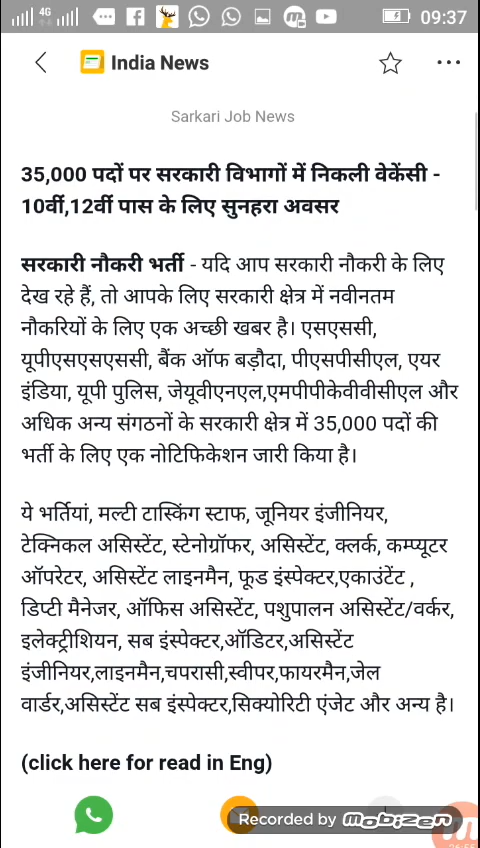 4G
09:37
India News
Sarkari Job News
35,000 पदों पर सरकारी विभागों में निकली वेकेंसी -
10वीं,12वीं पास के लिए सुनहरा अवसर
सरकारी नौकरी भर्ती - यदि आप सरकारी नौकरी के लिए
देख रहे हैं, तो आपके लिए सरकारी क्षेत्र में नवीनतम
नौकरियों के लिए एक अच्छी खबर है। एसएससी,
यूपीएसएसएससी, बैंक ऑफ बड़ौदा, पीएसपीसीएल, एयर
इंडिया, यूपी पुलिस, जेयूवीएनएल,एमपीपीकेवीवीसीएल और
अधिक अन्य संगठनों के सरकारी क्षेत्र में 35,000 पदों की
भर्ती के लिए एक नोटिफिकेशन जारी किया है।
ये भर्तियां, मल्टी टास्किंग स्टाफ, जूनियर इंजीनियर,
टेक्निकल असिस्टेंट, स्टेनोग्रॉफर, असिस्टेंट, क्लर्क, कम्प्यूटर
ऑपरेटर, असिस्टेंट लाइनमैन, फूड इंस्पेक्टर,एकाउंटेंट ,
डिप्टी मैनेजर, ऑफिस असिस्टेंट, पशुपालन असिस्टेंट/वर्कर,
इलेक्ट्रीशियन, सब इंस्पेक्टर,ऑडिटर,असिस्टेंट
इंजीनियर,लाइनमैन,चपरासी,स्वीपर,फायरमैन,जेल
वार्डर,असिस्टेंट सब इंस्पेक्टर,सिक्योरिटी एंजेट और अन्य है।
(click here for read in Eng)
Recorded by mobizen